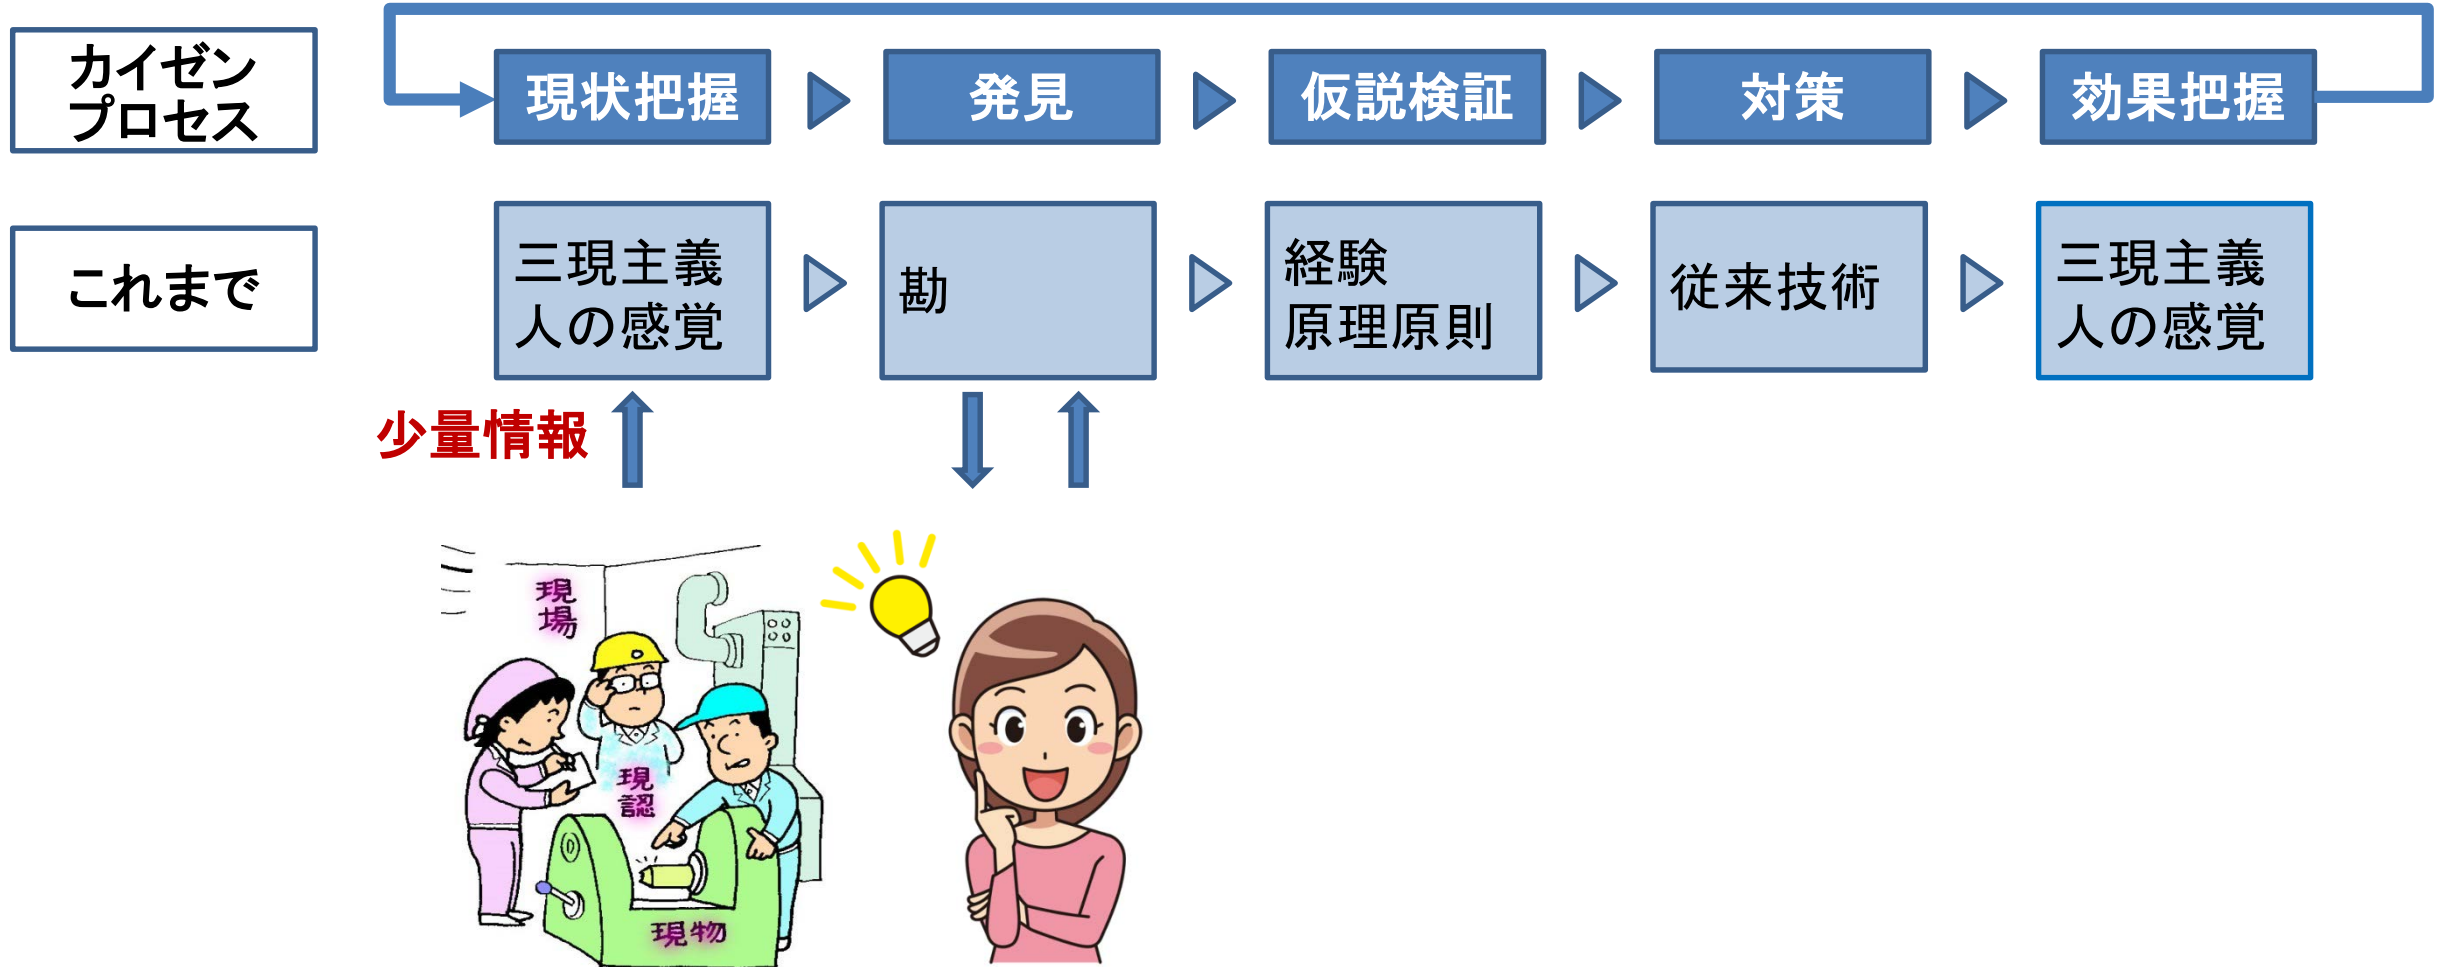 カイゼン
プロセス
現状把握
発見
仮説検証
対策
効果把握
これまで
三現主義
人の感覚
勘
経験
原理原則
従来技術
三現主義
人の感覚
少量情報
現場
現認
現物